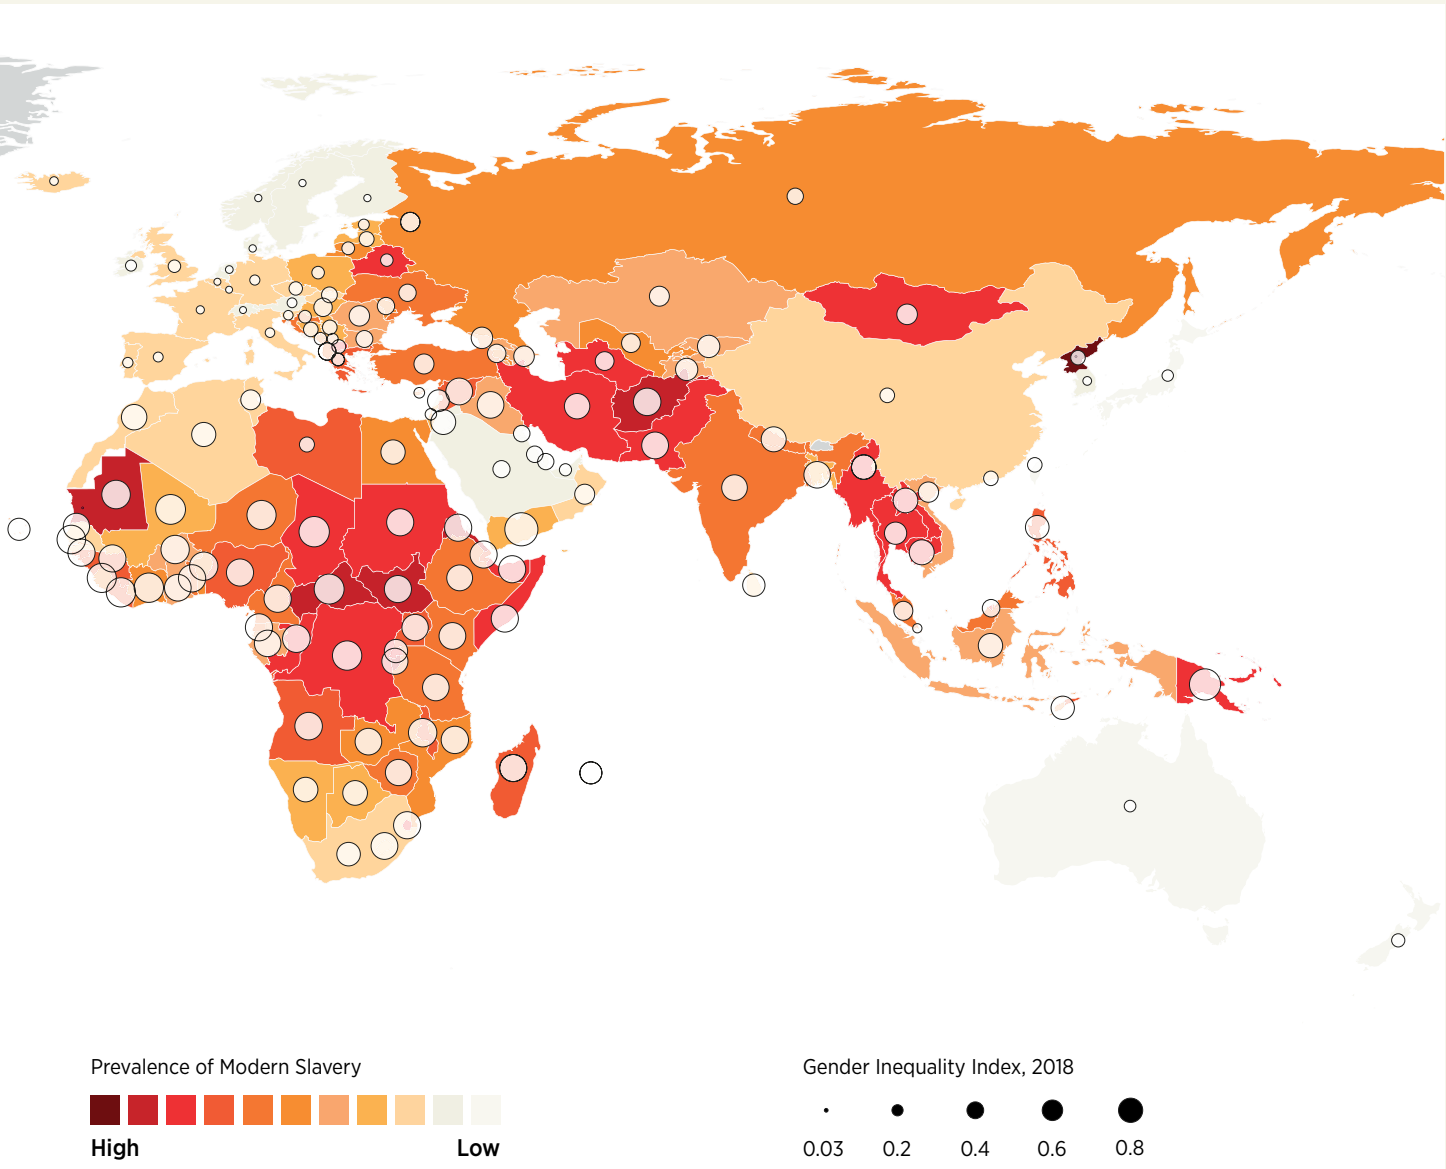 Prevalence of Modern Slavery
High
Low
Gender Inequality Index, 2018
0.03 0.2 0.4 0.6 0.8